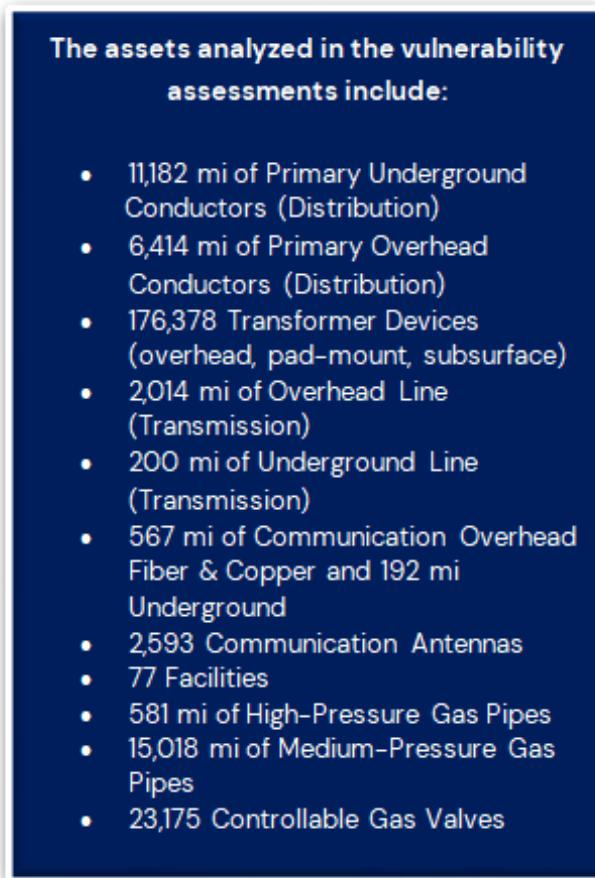 The assets analyzed in the vulnerability
assessments include:
• 11,182 mi of Primary Underground
Conductors (Distribution)
• 6,414 mi of Primary Overhead
Conductors (Distribution)
• 176,378 Transformer Devices
(overhead, pad-mount, subsurface)
• 2,014 mi of Overhead Line
(Transmission)
• 200 mi of Underground Line
(Transmission)
• 567 mi of Communication Overhead
Fiber & Copper and 192 mi
Underground
• 2,593 Communication Antennas
• 77 Facilities
• 581 mi of High-Pressure Gas Pipes
• 15,018 mi of Medium-Pressure Gas
Pipes
• 23,175 Controllable Gas Valves